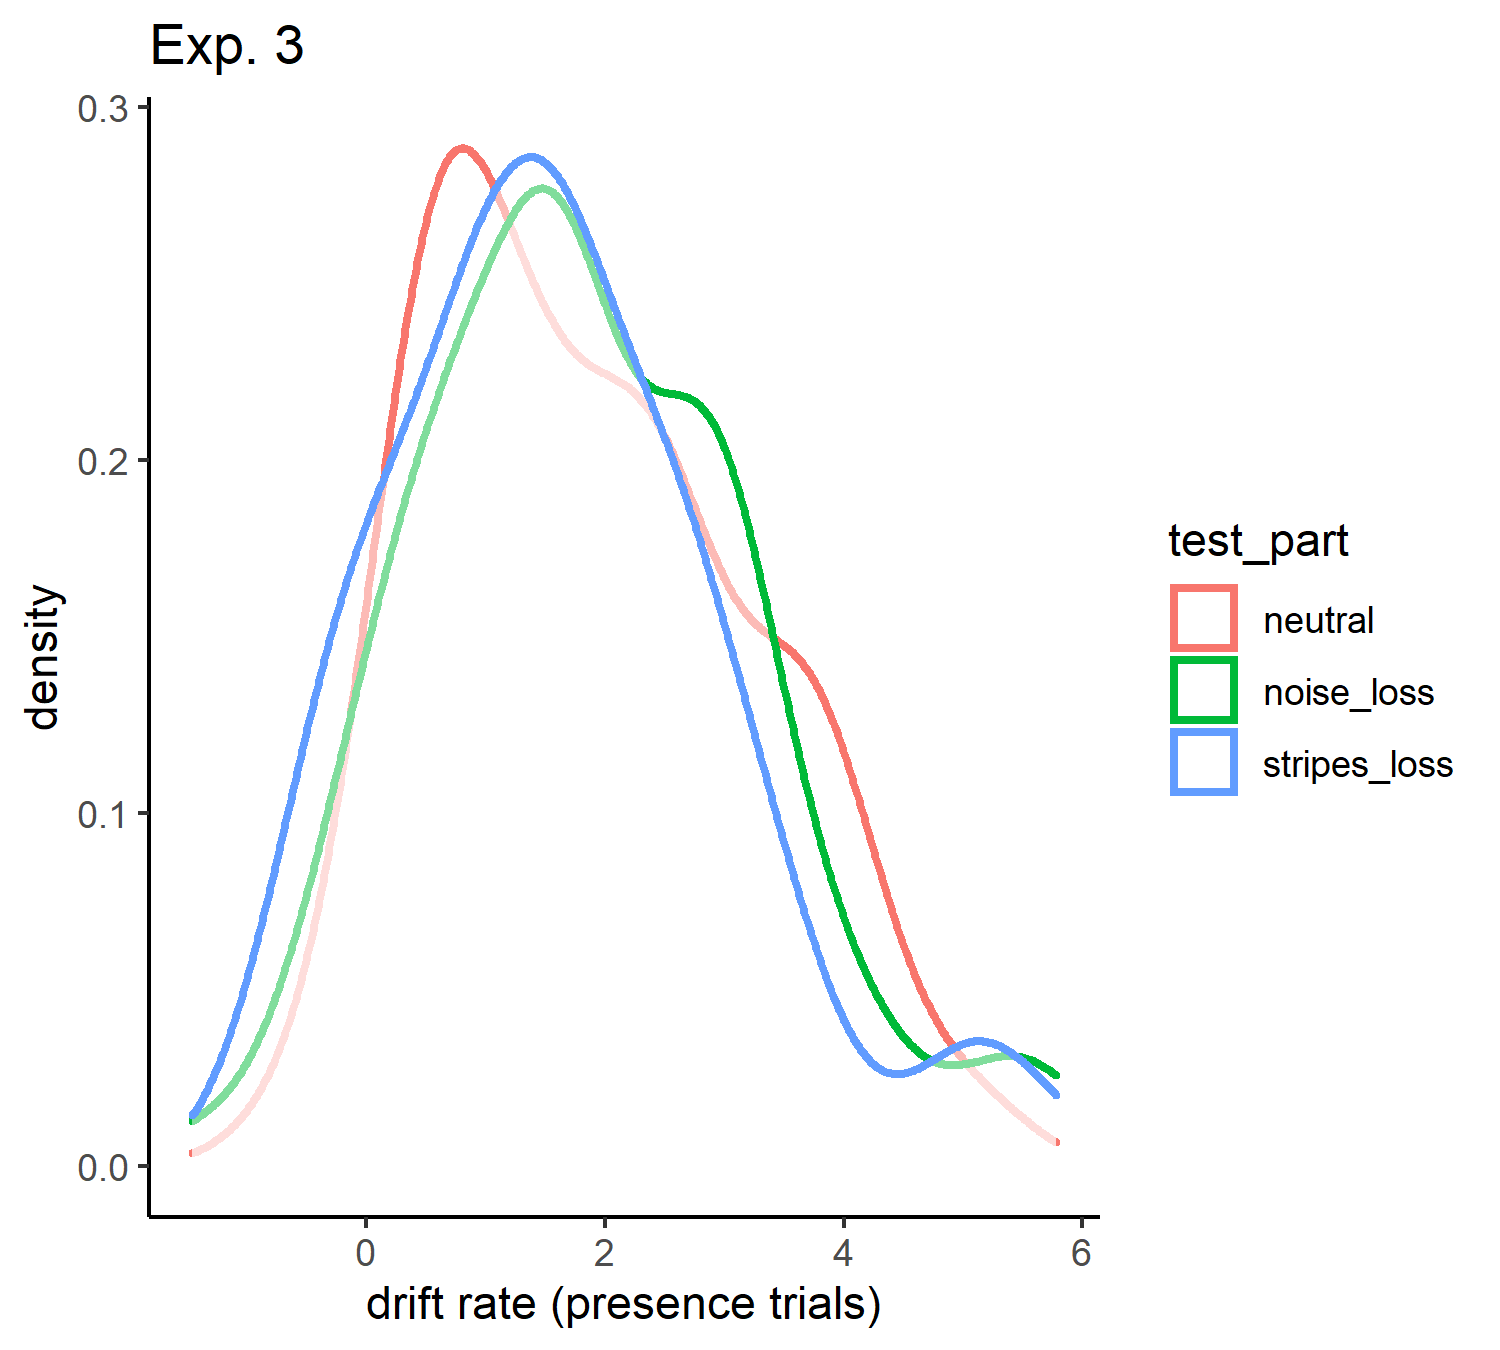 Exp. 3
0.3
0.2
0.1
0.0
density
0 2 4 6
drift rate (presence trials)
test_part
neutral
noise_loss
stripes_loss